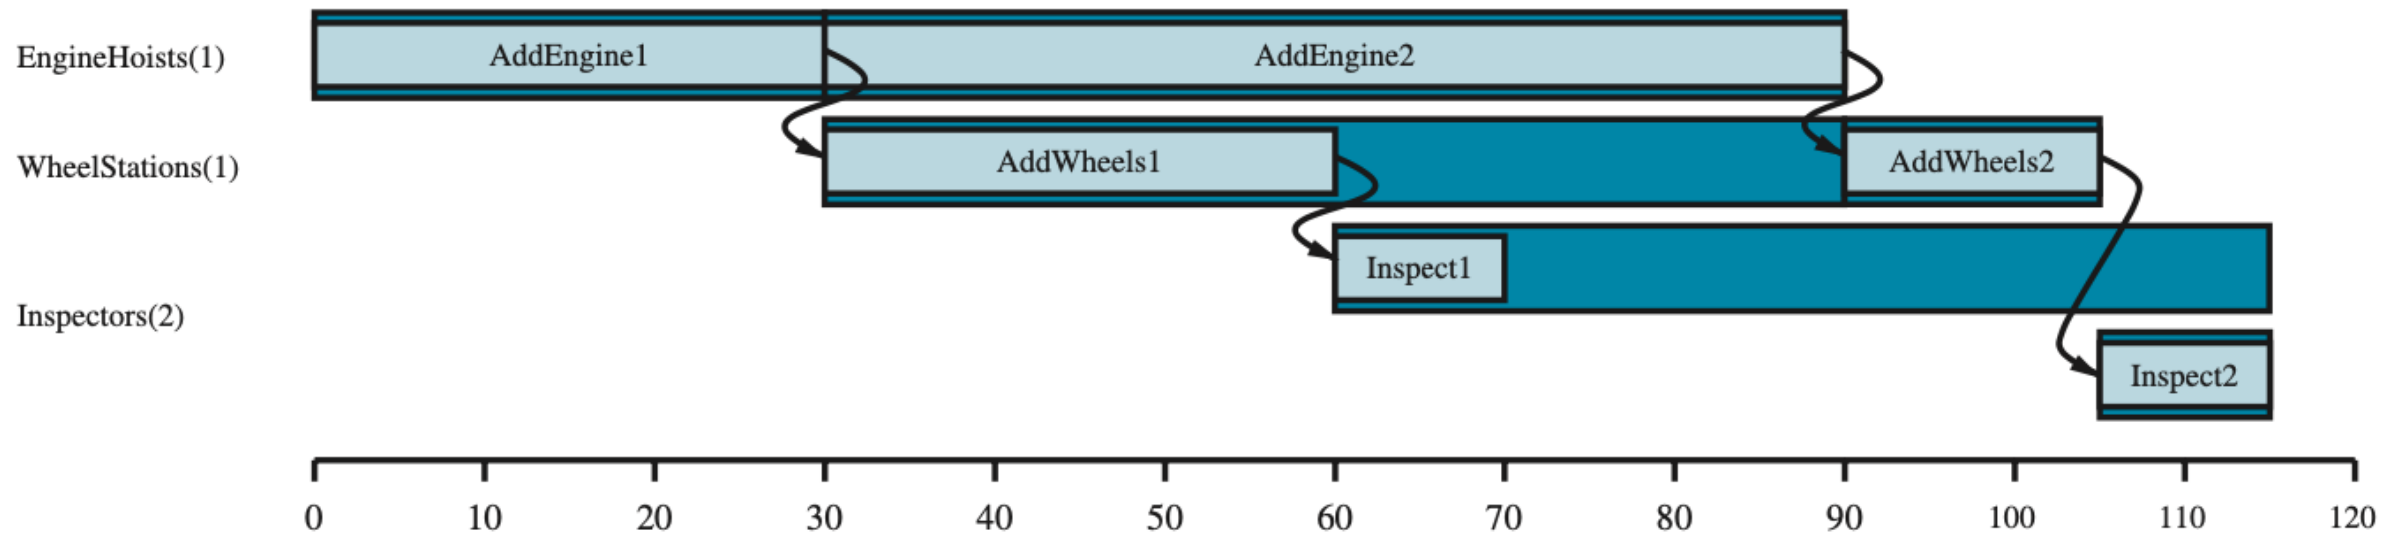 EngineHoists(1)
AddEngine1
AddEngine2
WheelStations(1)
AddWheels1
AddWheels2
Inspectors(2)
Inspect1
Inspect2
0 10 20 30 40 50 60 70 80 90 100 110 120